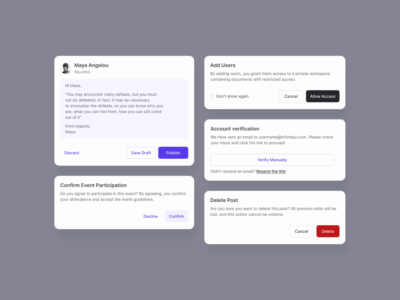 Maya Angelou
Hi there,
"You may encounter many defeats, but you must
not be defeated. In fact, it may be necessary
to encounter the defeats, so you can know who
you are, what you can rise from, how you can still come
out of it"
Kind regards,
Maya
Discard
Save Draft
Publish
Confirm Event Participation
Do you agree to participate in this event? By agreeing, you confirm
your attendance and accept the event guidelines.
Decline
Confirm
Add Users
By adding users, you grant them access to a private workspace
containing documents with restricted access
Don't show again
Cancel
Allow Access
Account verification
We have sent an email to Please check
your inbox and click the link to proceed.
Verify Manually
Didn't receive an email? Resend the link
Delete Post
Are you sure you want to delete this post? All previous edits will be
lost, and this action cannot be undone.
Cancel
Delete